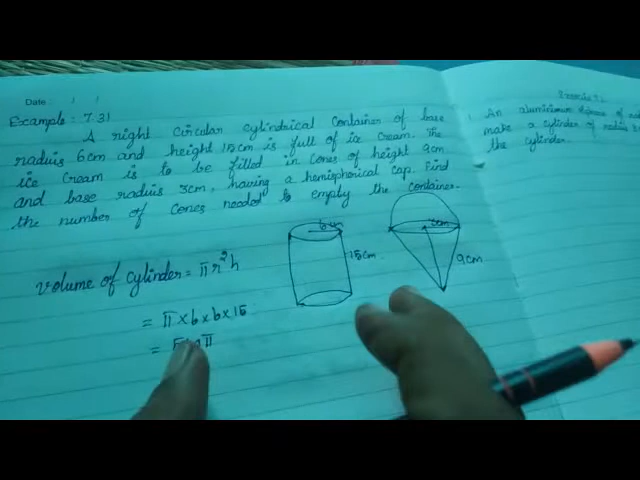 Date :
Example : 7.31
A right circular cylindrical container of base
radius 6cm and height 15cm is full of ice cream. The
ice cream is to be filled in cones of height 9cm
and base radius 3cm, having a hemispherical cap. Find
the number of cones needed to empty the container.
6cm
15cm
9cm
Volume of cylinder = πr²h
= π×6×6×15
=
An aluminium sphere of
make a cylinder of radius
the cylinder.